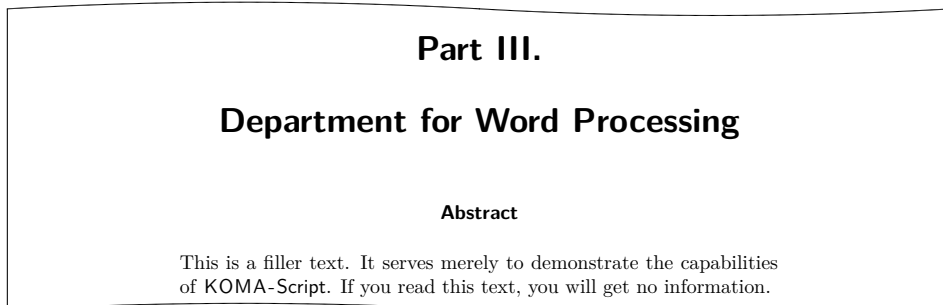 Part III.
Department for Word Processing
Abstract
This is a filler text. It serves merely to demonstrate the capabilities
of KOMA-Script. If you read this text, you will get no information.